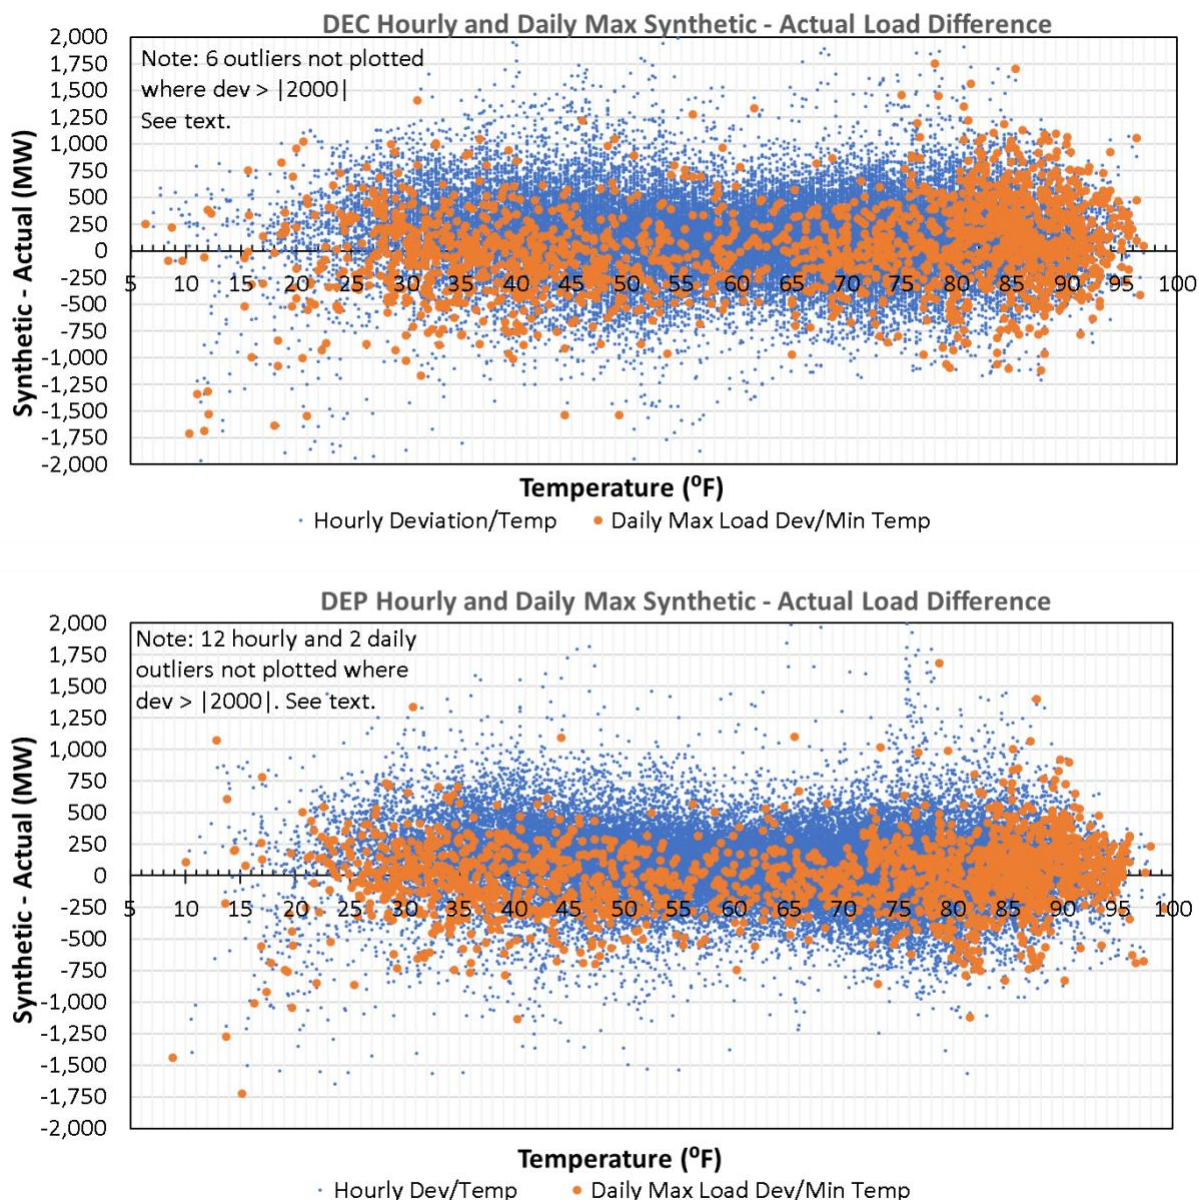 DEC Hourly and Daily Max Synthetic - Actual Load Difference
2,000
1,750
1,500
1,250
1,000
750
500
250
0
-250
-500
-750
-1,000
-1,250
-1,500
-1,750
-2,000
Synthetic - Actual (MW)
Note: 6 outliers not plotted
where dev > |2000|
See text.
5 10 15 20 25 30 35 40 45 50 55 60 65 70 75 80 85 90 95 100
Temperature (⁰F)
Hourly Deviation/Temp Daily Max Load Dev/Min Temp
DEP Hourly and Daily Max Synthetic - Actual Load Difference
2,000
1,750
1,500
1,250
1,000
750
500
250
0
-250
-500
-750
-1,000
-1,250
-1,500
-1,750
-2,000
Synthetic - Actual (MW)
Note: 12 hourly and 2 daily
outliers not plotted where
dev > |2000|. See text.
5 10 15 20 25 30 35 40 45 50 55 60 65 70 75 80 85 90 95 100
Temperature (⁰F)
Hourly Dev/Temp Daily Max Load Dev/Min Temp